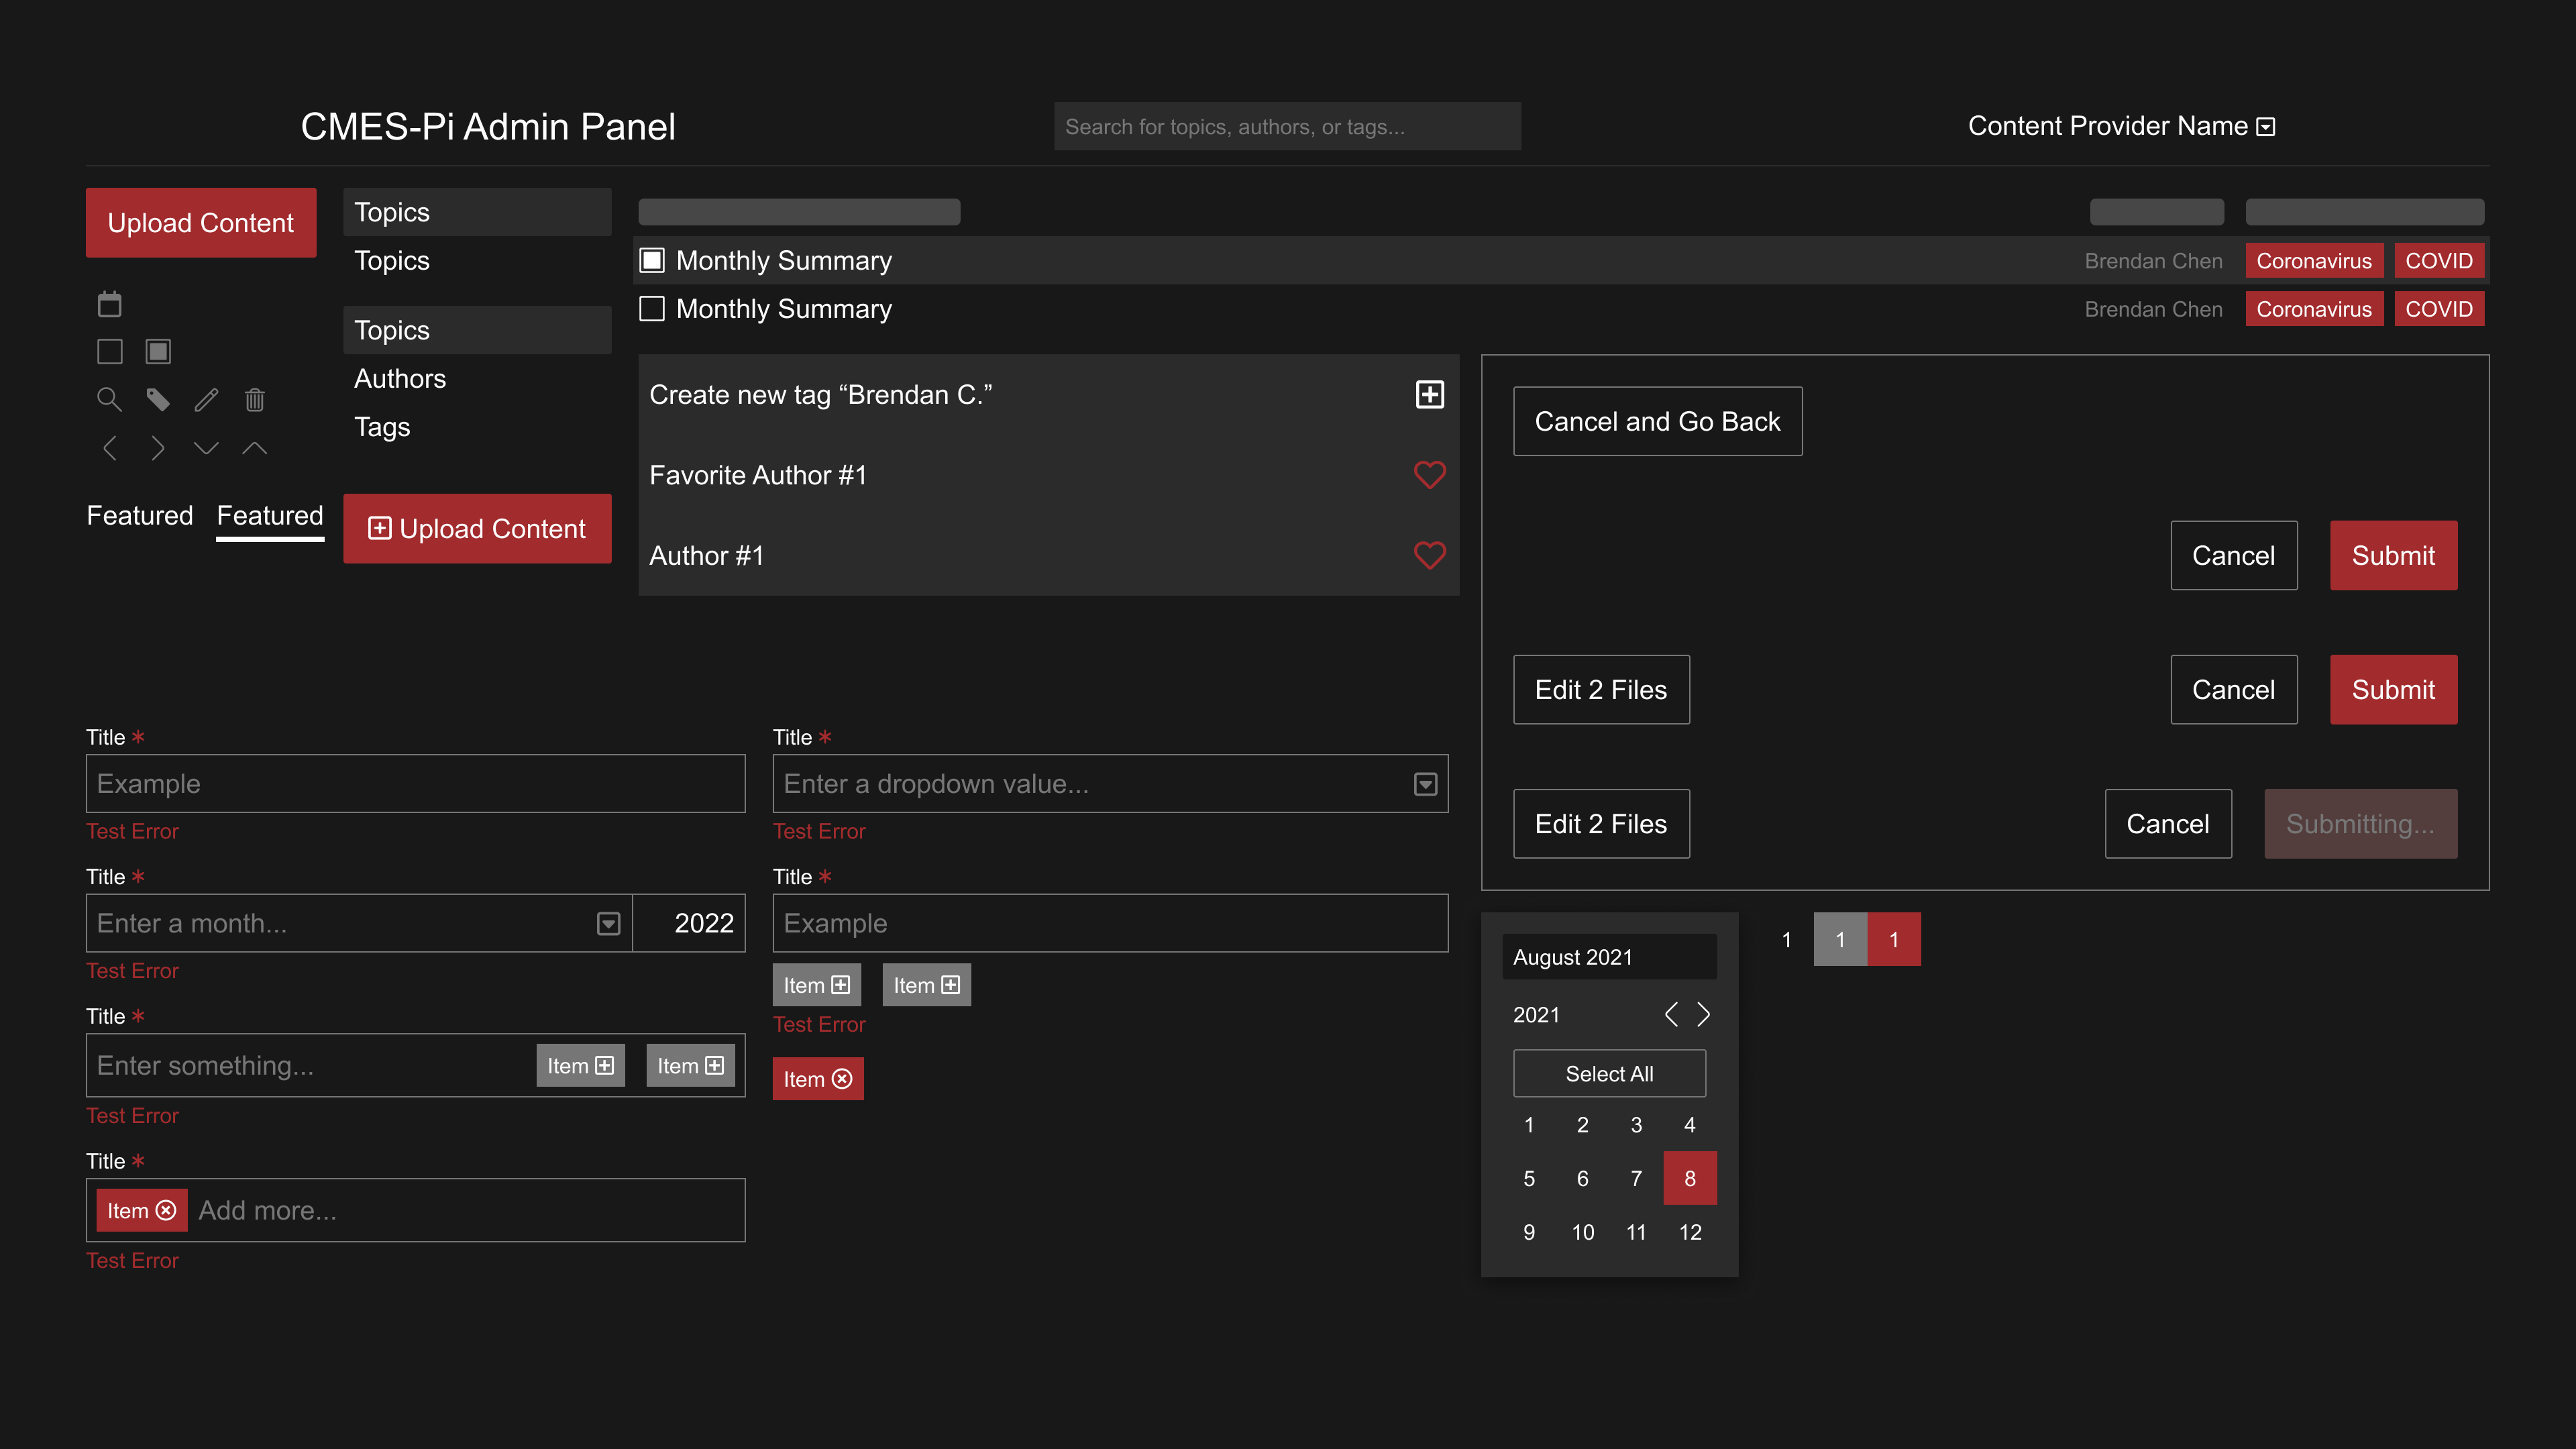 CMES-Pi Admin Panel
Search for topics, authors, or tags...
Content Provider Name
Upload Content
Topics
Topics
Monthly Summary Brendan Chen Coronavirus COVID
Monthly Summary Brendan Chen Coronavirus COVID
Topics
Authors
Tags
Featured Featured
Upload Content
Create new tag “Brendan C.”
Favorite Author #1
Author #1
Cancel and Go Back
Cancel Submit
Edit 2 Files Cancel Submit
Edit 2 Files Cancel Submitting...
Title *
Example
Test Error
Title *
Enter a month... 2022
Test Error
Title *
Enter something... Item Item
Test Error
Title *
Item Add more...
Test Error
Title *
Enter a dropdown value...
Test Error
Title *
Example
Item Item
Test Error
Item
August 2021
2021
Select All
1 2 3 4
5 6 7 8
9 10 11 12
1 1 1